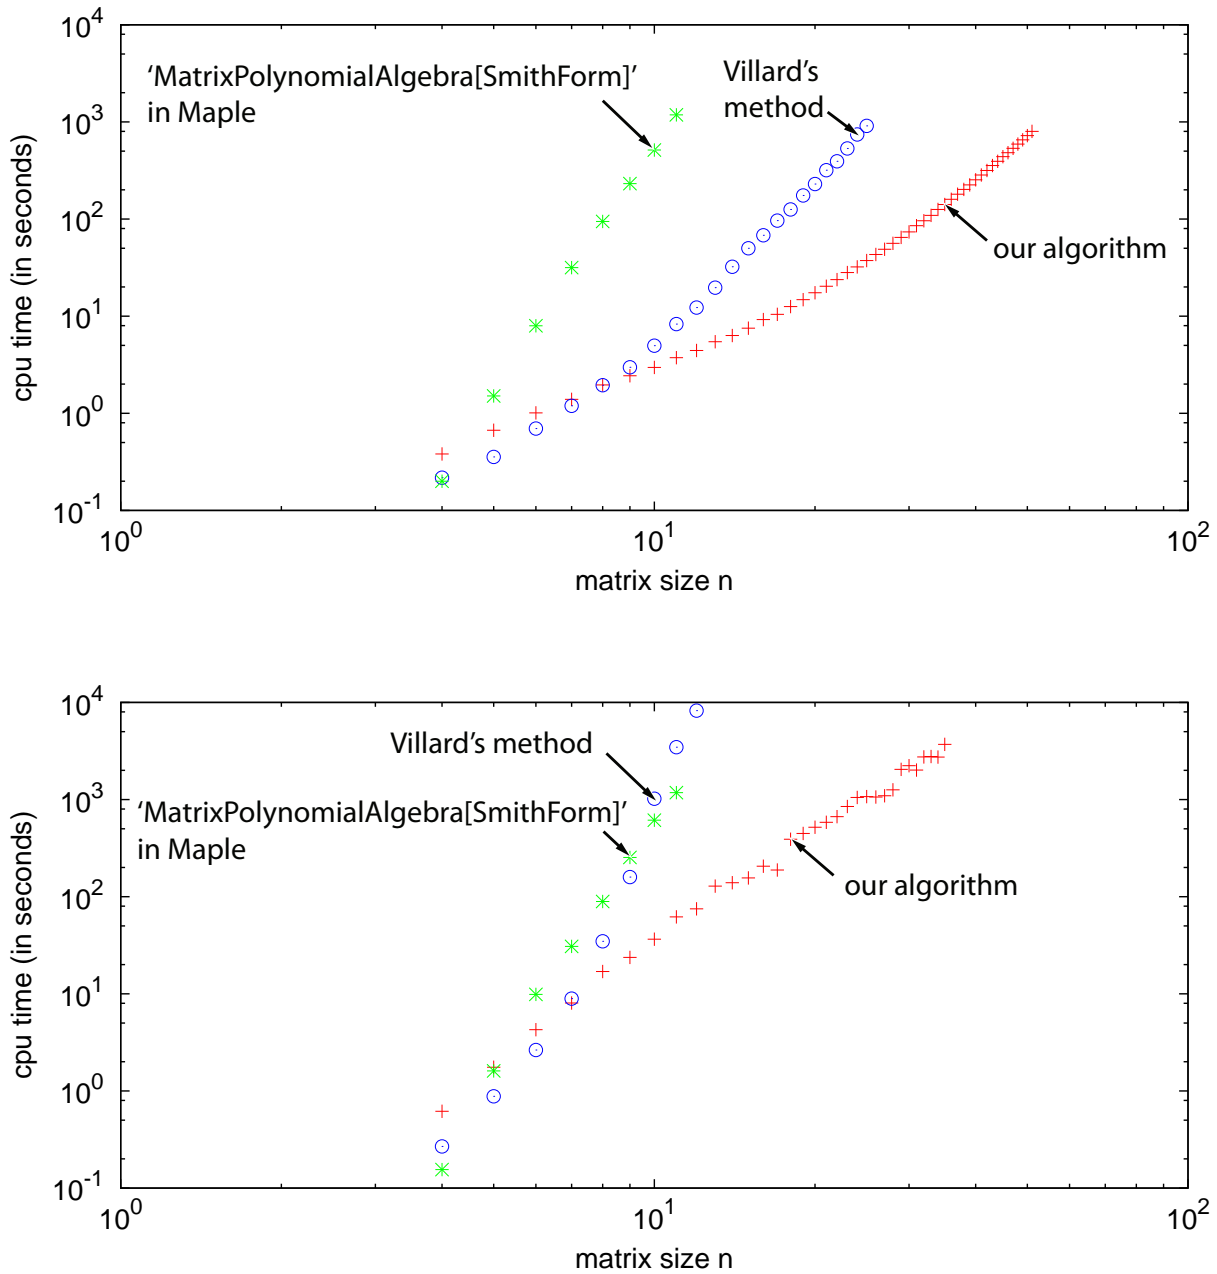 10^4
10^3
10^2
10^1
10^0
10^-1
cpu time (in seconds)
'MatrixPolynomialAlgebra[SmithForm]'
in Maple
Villard's
method
our algorithm
10^0
10^1
10^2
matrix size n
10^4
10^3
10^2
10^1
10^0
10^-1
cpu time (in seconds)
Villard's method
'MatrixPolynomialAlgebra[SmithForm]'
in Maple
our algorithm
10^0
10^1
10^2
matrix size n